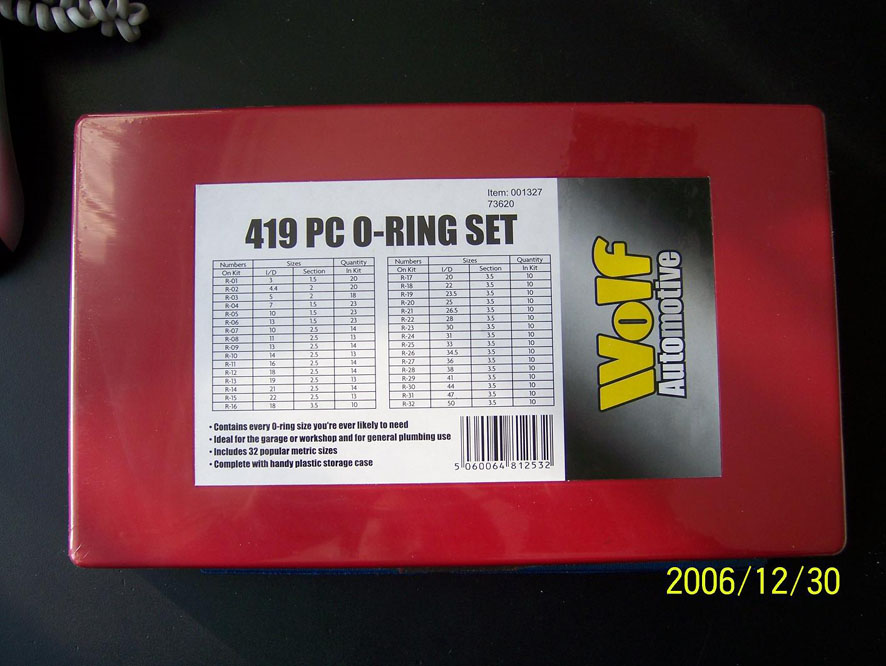 Item: 001327
73620
419 PC O-RING SET
Numbers Sizes Quantity
On Kit I/D Section In Kit
R-01 3 1.5 20
R-02 4.4 2 20
R-03 5 2 18
R-04 7 1.5 23
R-05 10 1.5 23
R-06 13 1.5 23
R-07 10 2.5 14
R-08 11 2.5 13
R-09 13 2.5 14
R-10 14 2.5 13
R-11 16 2.5 14
R-12 18 2.5 14
R-13 19 2.5 13
R-14 21 2.5 14
R-15 22 2.5 13
R-16 18 3.5 10
Numbers Sizes Quantity
On Kit I/D Section In Kit
R-17 20 3.5 10
R-18 22 3.5 10
R-19 23.5 3.5 10
R-20 25 3.5 10
R-21 26.5 3.5 10
R-22 28 3.5 10
R-23 30 3.5 10
R-24 31 3.5 10
R-25 33 3.5 10
R-26 34.5 3.5 10
R-27 36 3.5 10
R-28 38 3.5 10
R-29 41 3.5 10
R-30 44 3.5 10
R-31 47 3.5 10
R-32 50 3.5 10
• Contains every O-ring size you're ever likely to need
• Ideal for the garage or workshop and for general plumbing use
• Includes 32 popular metric sizes
• Complete with handy plastic storage case
5 060064 812532
Wolf
Automotive
2006/12/30